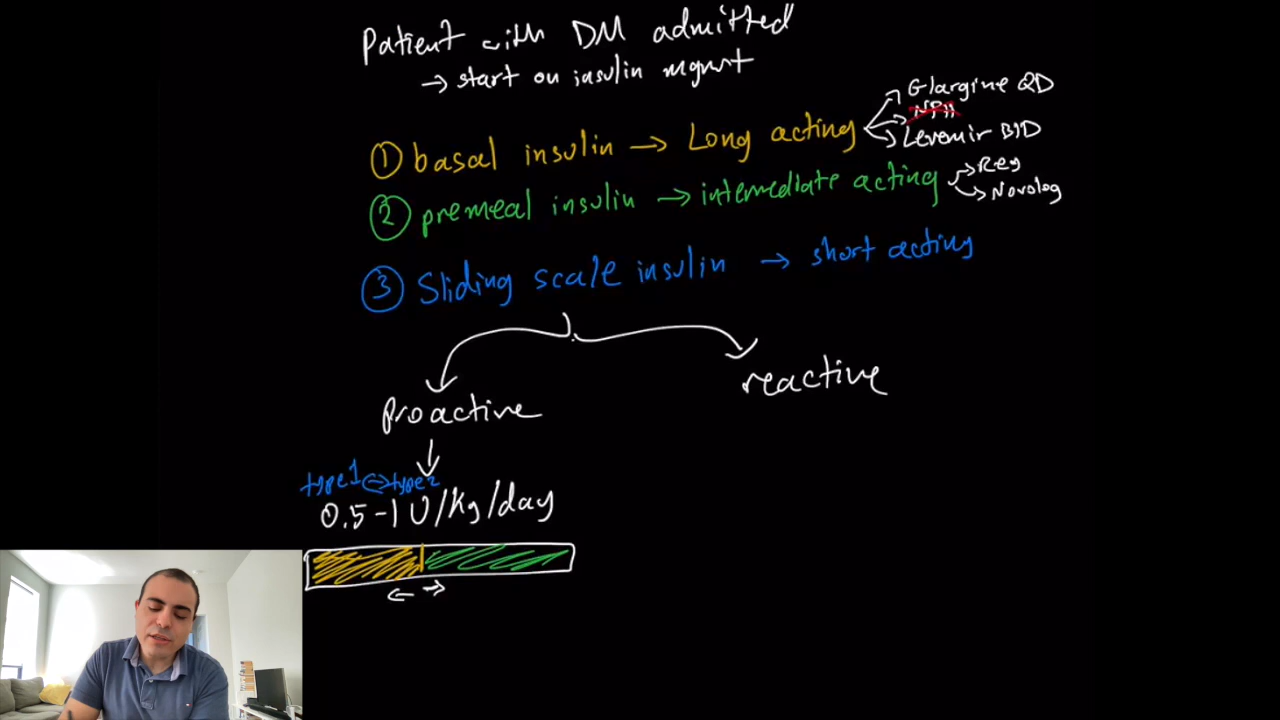 Patient with DM admitted
→ start on insulin mgmt
① basal insulin → Long acting
Glargine QD
NPH
Levemir BID
② premeal insulin → intermediate acting
Reg
Novolog
③ Sliding scale insulin → short acting
Proactive
reactive
type1 ↔ type2
0.5-1 U/Kg/day